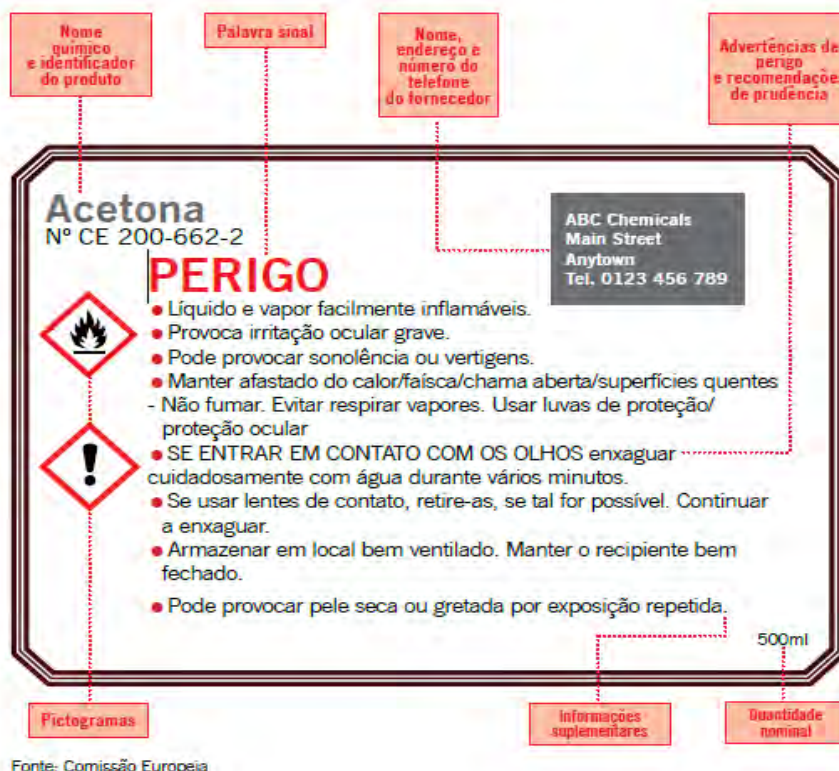 Nome
químico
e identificador
do produto
Palavra sinal
Nome,
endereço e
número do
telefone
do fornecedor
Advertências de
perigo
e recomendações
de prudência
Acetona
Nº CE 200-662-2
ABC Chemicals
Main Street
Anytown
Tel. 0123 456 789
PERIGO
• Líquido e vapor facilmente inflamáveis.
• Provoca irritação ocular grave.
• Pode provocar sonolência ou vertigens.
• Manter afastado do calor/faísca/chama aberta/superfícies quentes
- Não fumar. Evitar respirar vapores. Usar luvas de proteção/
proteção ocular
• SE ENTRAR EM CONTATO COM OS OLHOS enxaguar
cuidadosamente com água durante vários minutos.
• Se usar lentes de contato, retire-as, se tal for possível. Continuar
a enxaguar.
• Armazenar em local bem ventilado. Manter o recipiente bem
fechado.
• Pode provocar pele seca ou gretada por exposição repetida.
500ml
Pictogramas
Informações
suplementares
Quantidade
nominal
Fonte: Comissão Europeia